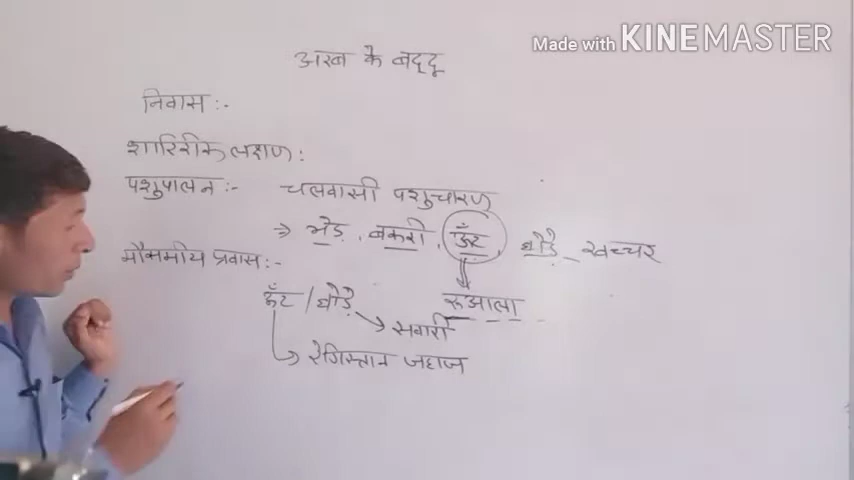 Made with KINEMASTER
अरब के बद्दू
निवास :-
शारिरीक लक्षण :
पशुपालन :- चलवासी पशुचारण
→ भेड़, बकरी, ऊँट घोड़े - खच्चर
मौसमीय प्रवास :-
ऊँट / घोड़े रूआला
→ सवारी
→ रेगिस्तान जहाज